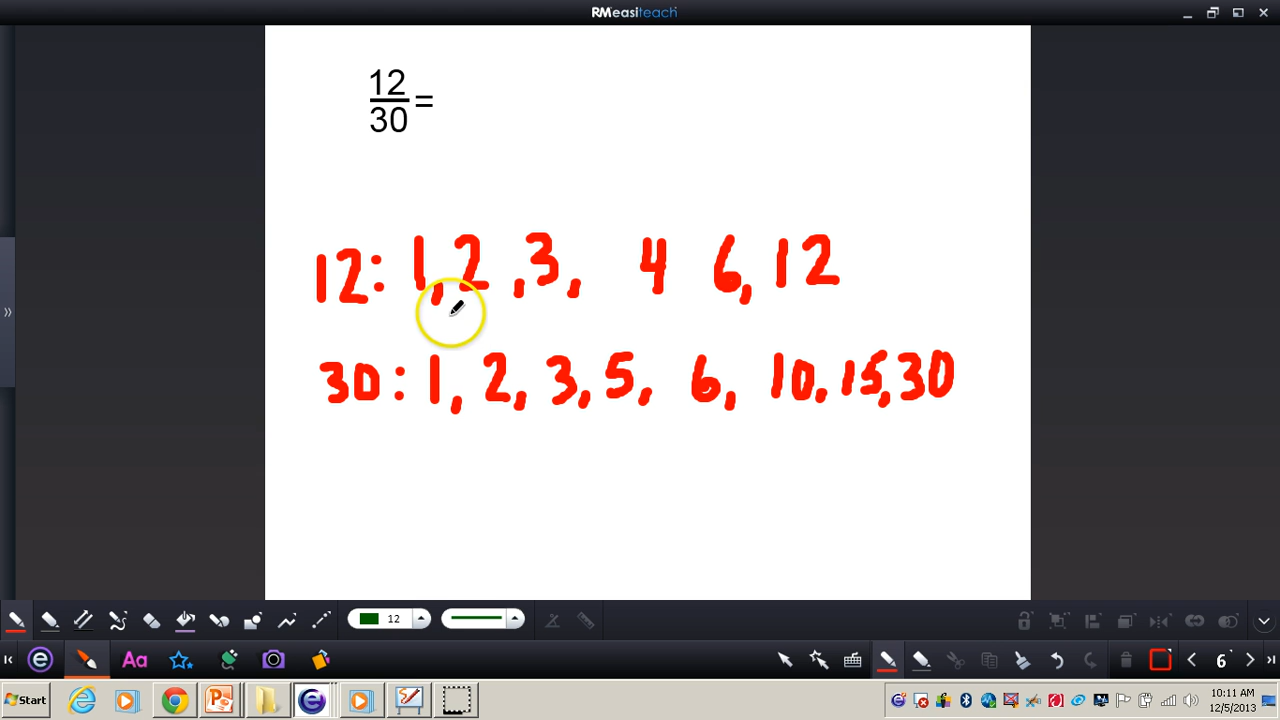 RMeasiteach
12
30 =
12: 1, 2, 3, 4 6, 12
30: 1, 2, 3, 5, 6, 10, 15, 30
12
Aa
6
Start
10:11 AM
12/5/2013